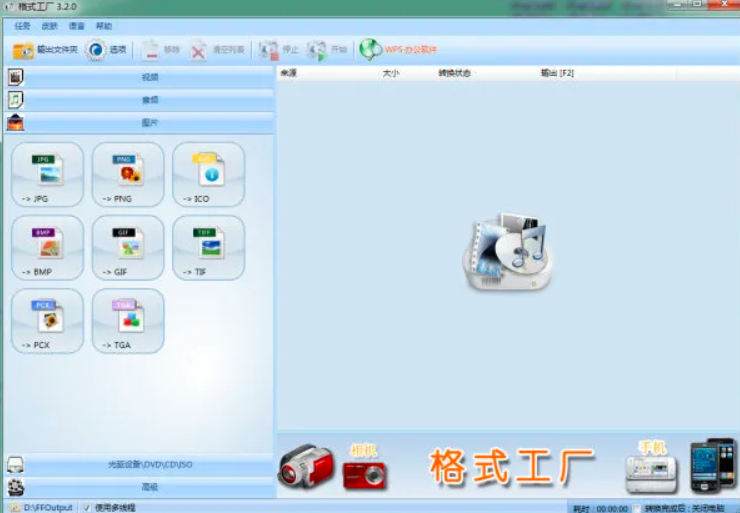 格式工厂 3.2.0
任务 皮肤 语言 帮助
输出文件夹 选项 移除 清空列表 停止 开始 WPS 办公软件
视频
来源 大小 转换状态 输出 [F2]
音频
图片
JPG PNG
-> JPG -> PNG -> ICO
BMP GIF TIFF
-> BMP -> GIF -> TIF
PCX TGA
-> PCX -> TGA
光驱设备\DVD\CD\ISO
高级
相机 格式工厂 手机
D:\FFOutput ✓ 使用多线程 耗时 : 00:00:00 转换完成后 : 关闭电脑